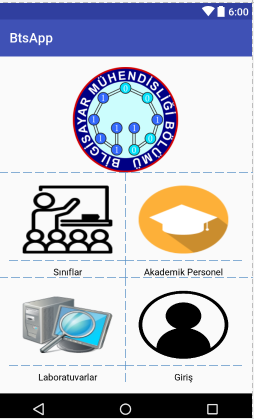 6:00
BtsApp
BİLGİSAYAR MÜHENDİSLİĞİ BÖLÜMÜ
Sınıflar
Akademik Personel
Laboratuvarlar
Giriş